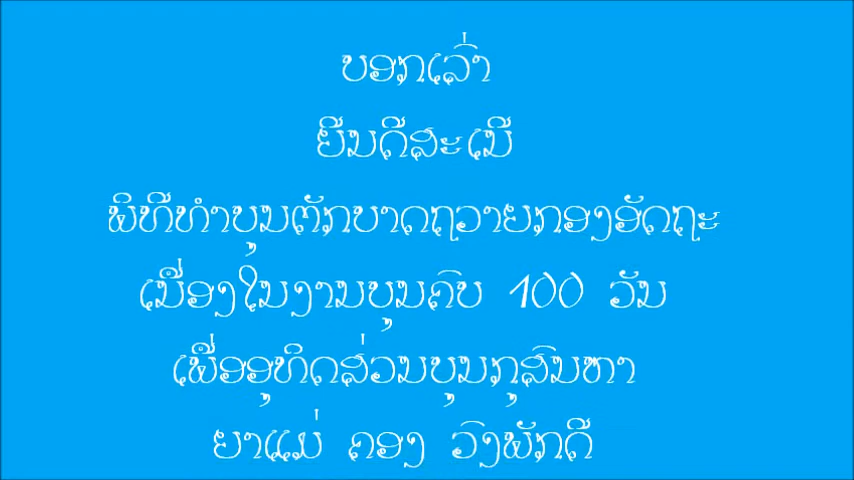 ບອກເລົ່າ
ຍີນດີສະເນີ
ພິທີທຳບຸນຕັກບາດຖວາຍກອງອັດຖະ
ເນື່ອງໃນງານບຸນຄົບ 100 ວັນ
ເພື່ອອຸທິດສ່ວນບຸນກຸສົນຫາ
ຍາແມ່ ຄອງ ວົງພັກດີ